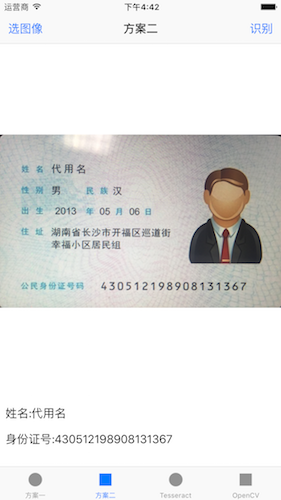 运营商 下午4:42
选图像 方案二 识别
姓名 代用名
性别 男 民族 汉
出生 2013 年 05 月 06 日
住址 湖南省长沙市开福区巡道街
幸福小区居民组
公民身份证号码 430512198908131367
姓名:代用名
身份证号:430512198908131367
方案一 方案二 Tesseract OpenCV